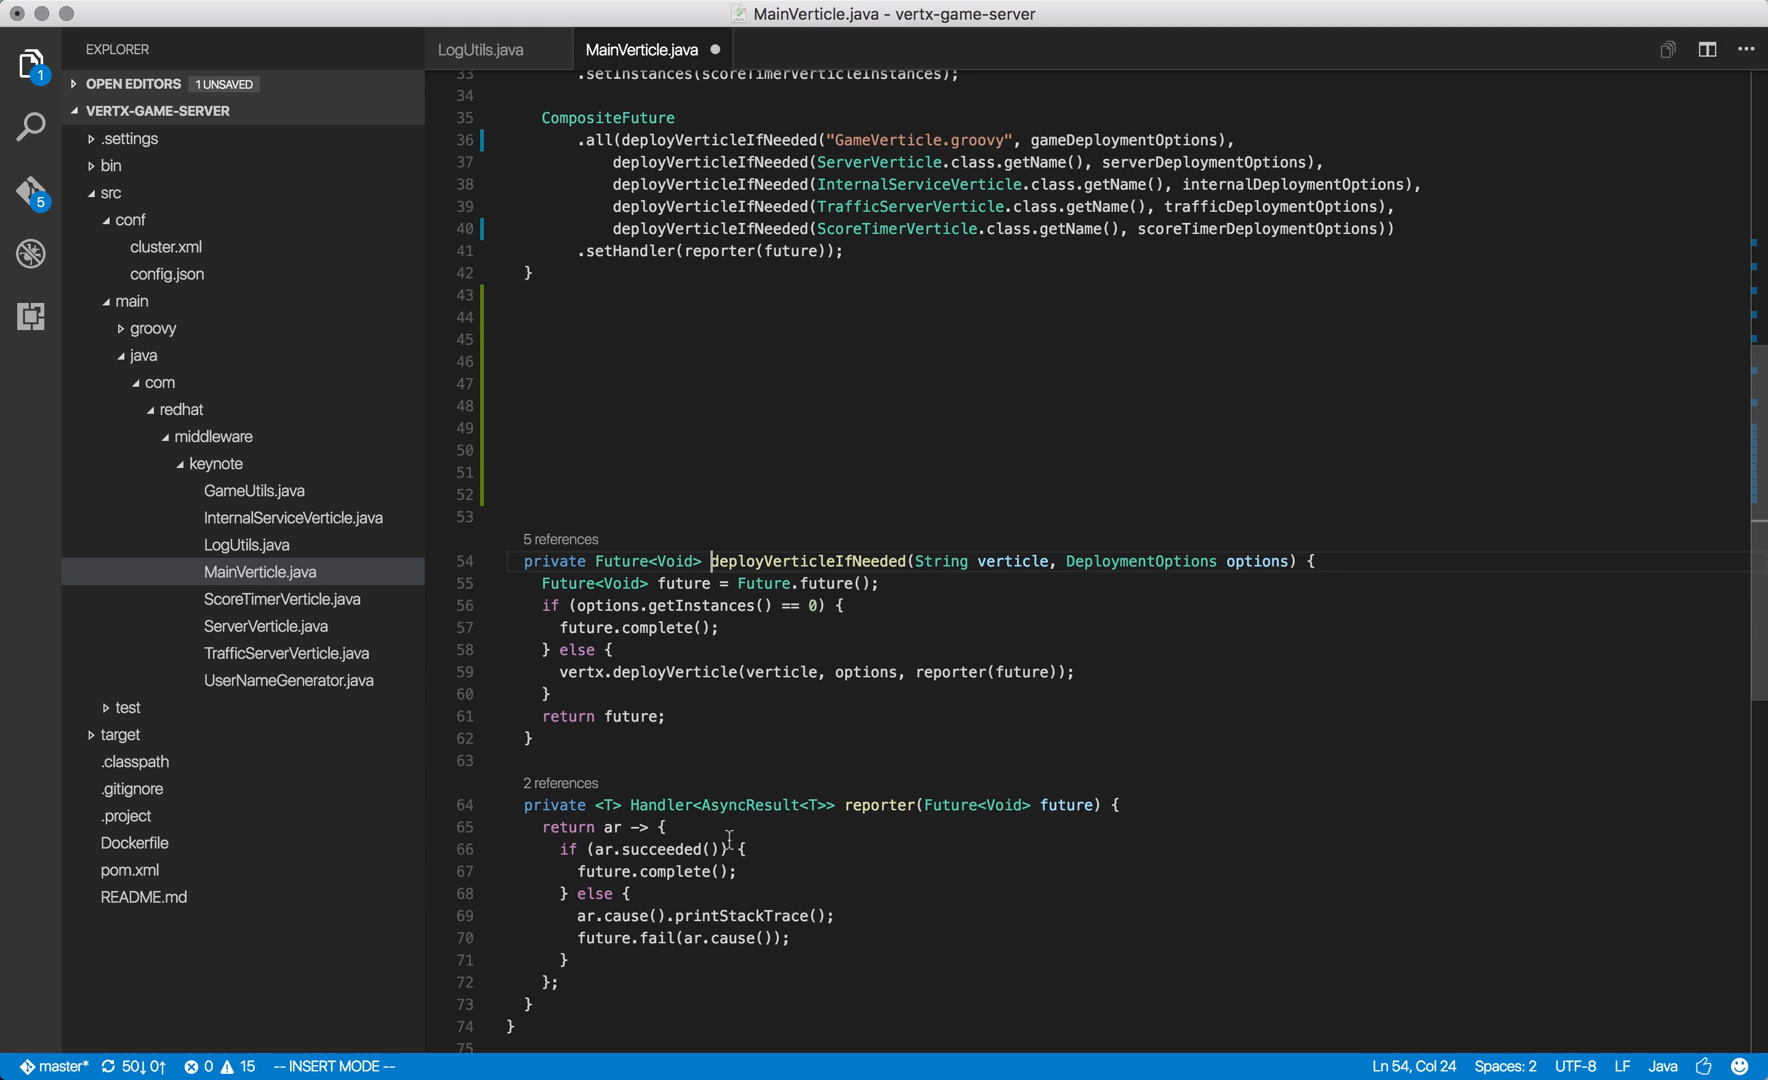 MainVerticle.java - vertx-game-server
EXPLORER
OPEN EDITORS 1 UNSAVED
VERTX-GAME-SERVER
.settings
bin
src
conf
cluster.xml
config.json
main
groovy
java
com
redhat
middleware
keynote
GameUtils.java
InternalServiceVerticle.java
LogUtils.java
MainVerticle.java
ScoreTimerVerticle.java
ServerVerticle.java
TrafficServerVerticle.java
UserNameGenerator.java
test
target
.classpath
.gitignore
.project
Dockerfile
pom.xml
README.md
1
5
LogUtils.java MainVerticle.java
33 .setInstances(scoreTimerVerticleInstances);
34
35 CompositeFuture
36 .all(deployVerticleIfNeeded("GameVerticle.groovy", gameDeploymentOptions),
37 deployVerticleIfNeeded(ServerVerticle.class.getName(), serverDeploymentOptions),
38 deployVerticleIfNeeded(InternalServiceVerticle.class.getName(), internalDeploymentOptions),
39 deployVerticleIfNeeded(TrafficServerVerticle.class.getName(), trafficDeploymentOptions),
40 deployVerticleIfNeeded(ScoreTimerVerticle.class.getName(), scoreTimerDeploymentOptions))
41 .setHandler(reporter(future));
42 }
43
44
45
46
47
48
49
50
51
52
53
5 references
54 private Future<Void> deployVerticleIfNeeded(String verticle, DeploymentOptions options) {
55 Future<Void> future = Future.future();
56 if (options.getInstances() == 0) {
57 future.complete();
58 } else {
59 vertx.deployVerticle(verticle, options, reporter(future));
60 }
61 return future;
62 }
63
2 references
64 private <T> Handler<AsyncResult<T>> reporter(Future<Void> future) {
65 return ar -> {
66 if (ar.succeeded()) {
67 future.complete();
68 } else {
69 ar.cause().printStackTrace();
70 future.fail(ar.cause());
71 }
72 };
73 }
74 }
75
master* 50↓ 0↑ 0 15 -- INSERT MODE -- Ln 54, Col 24 Spaces: 2 UTF-8 LF Java